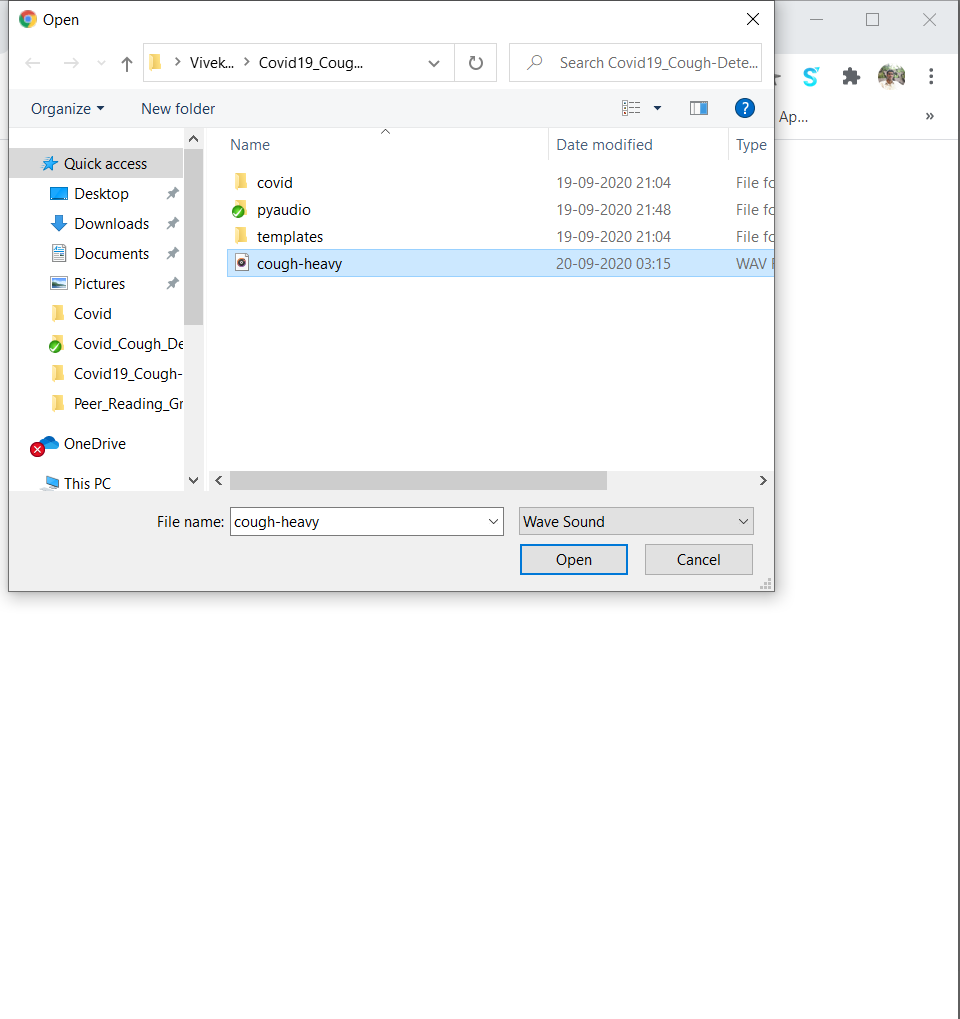 Open
Vivek... Covid19_Coug... Search Covid19_Cough-Dete...
Organize New folder ?
Ap... »
Name Date modified Type
Quick access
Desktop
Downloads
Documents
Pictures
Covid
Covid_Cough_De
Covid19_Cough-
Peer_Reading_Gr
OneDrive
This PC
covid 19-09-2020 21:04 File fo
pyaudio 19-09-2020 21:48 File fo
templates 19-09-2020 21:04 File fo
cough-heavy 20-09-2020 03:15 WAV F
File name: cough-heavy Wave Sound
Open Cancel